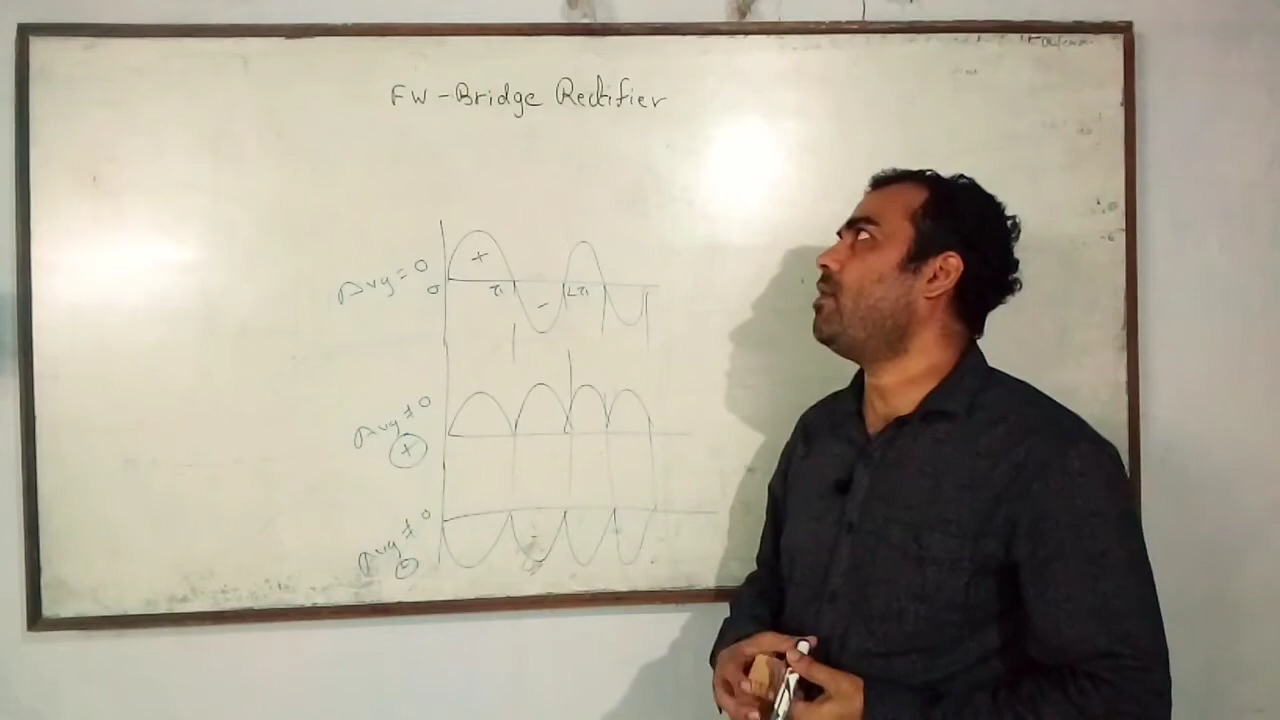 FW-Bridge Rectifier
Avg = 0
+
0
π
-
2π
Avg ≠ 0
+
Avg ≠ 0
-
-